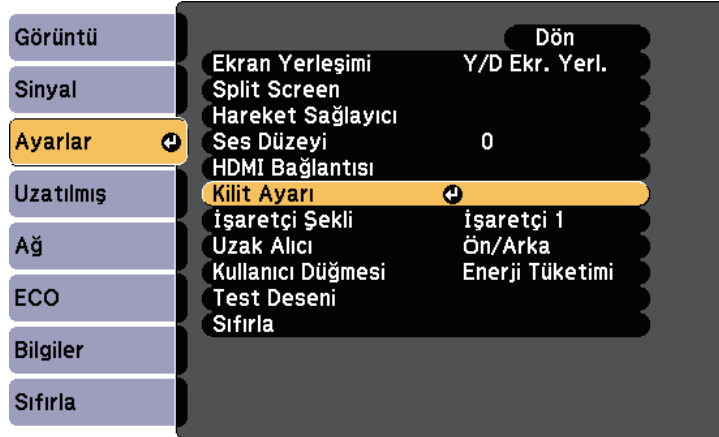 Görüntü
Sinyal
Ayarlar
Uzatılmış
Ağ
ECO
Bilgiler
Sıfırla
Dön
Ekran Yerleşimi Y/D Ekr. Yerl.
Split Screen
Hareket Sağlayıcı
Ses Düzeyi 0
HDMI Bağlantısı
Kilit Ayarı
İşaretçi Şekli İşaretçi 1
Uzak Alıcı Ön/Arka
Kullanıcı Düğmesi Enerji Tüketimi
Test Deseni
Sıfırla